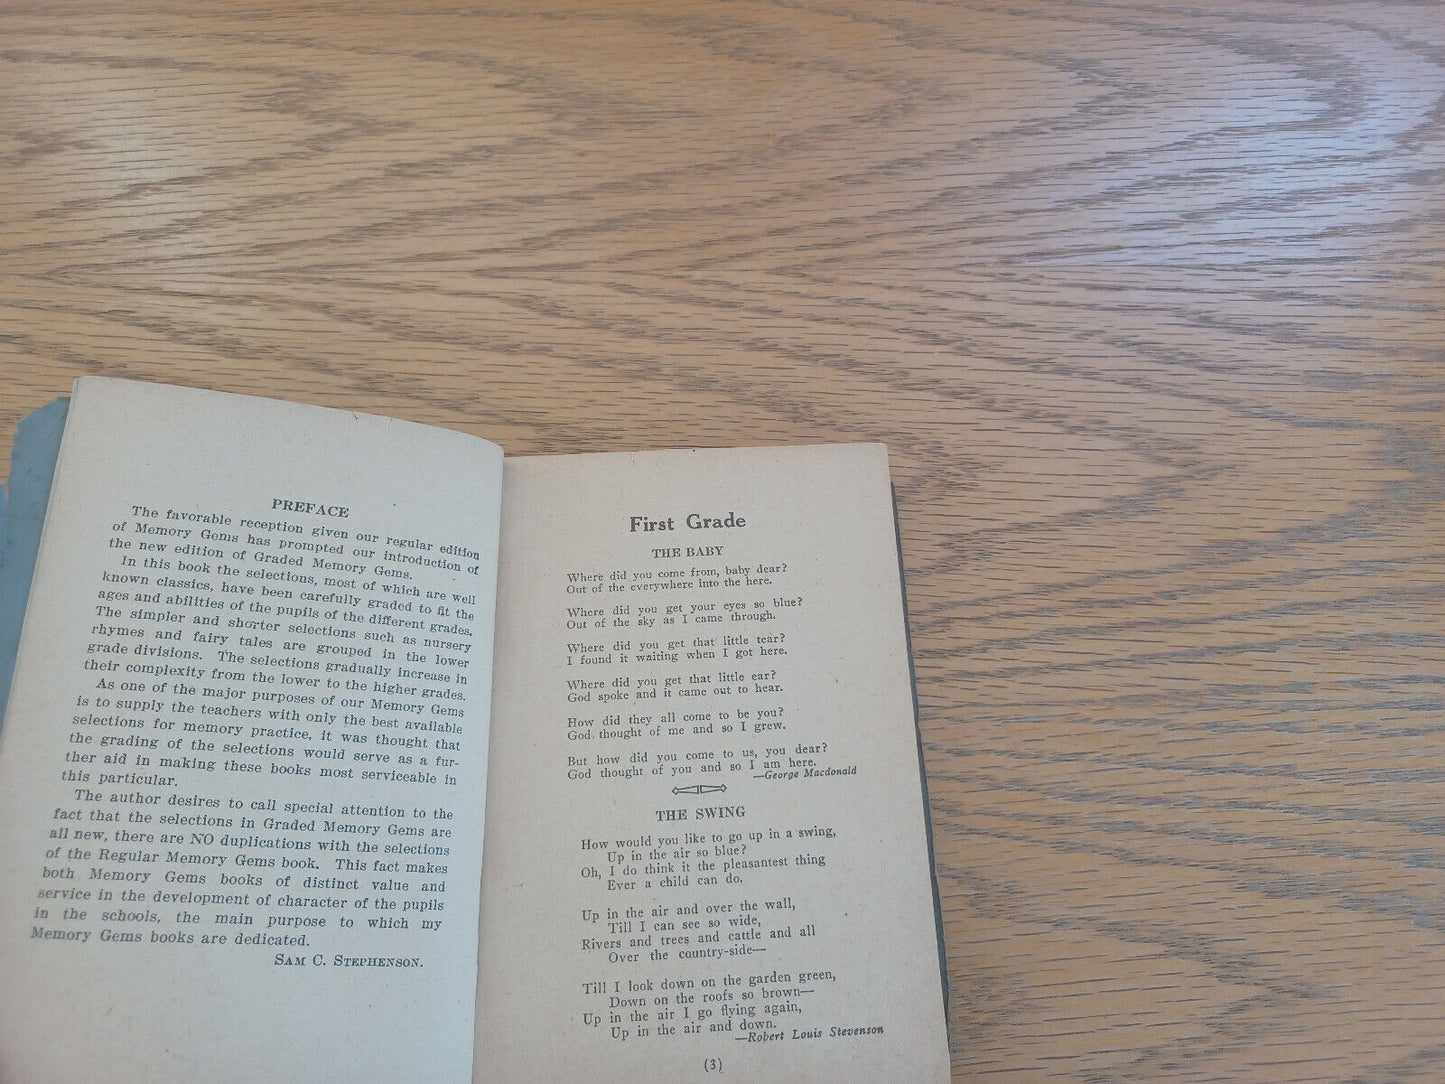 PREFACE
The favorable reception given our regular edition
of Memory Gems has prompted our introduction of
the new edition of Graded Memory Gems.
In this book the selections, most of which are well
known classics, have been carefully graded to fit the
ages and abilities of the pupils of the different grades.
The simpler and shorter selections such as nursery
rhymes and fairy tales are grouped in the lower
grade divisions. The selections gradually increase in
their complexity from the lower to the higher grades.
As one of the major purposes of our Memory Gems
is to supply the teachers with only the best available
selections for memory practice, it was thought that
the grading of the selections would serve as a fur-
ther aid in making these books most serviceable in
this particular.
The author desires to call special attention to the
fact that the selections in Graded Memory Gems are
all new, there are NO duplications with the selections
of the Regular Memory Gems book. This fact makes
both Memory Gems books of distinct value and
service in the development of character of the pupils
in the schools, the main purpose to which my
Memory Gems books are dedicated.
SAM C. STEPHENSON.
First Grade
THE BABY
Where did you come from, baby dear?
Out of the everywhere into the here.
Where did you get your eyes so blue?
Out of the sky as I came through.
Where did you get that little tear?
I found it waiting when I got here.
Where did you get that little ear?
God spoke and it came out to hear.
How did they all come to be you?
God thought of me and so I grew.
But how did you come to us, you dear?
God thought of you and so I am here.
—George Macdonald
THE SWING
How would you like to go up in a swing,
Up in the air so blue?
Oh, I do think it the pleasantest thing
Ever a child can do.
Up in the air and over the wall,
Till I can see so wide,
Rivers and trees and cattle and all
Over the country-side—
Till I look down on the garden green,
Down on the roofs so brown—
Up in the air I go flying again,
Up in the air and down.
—Robert Louis Stevenson
(3)